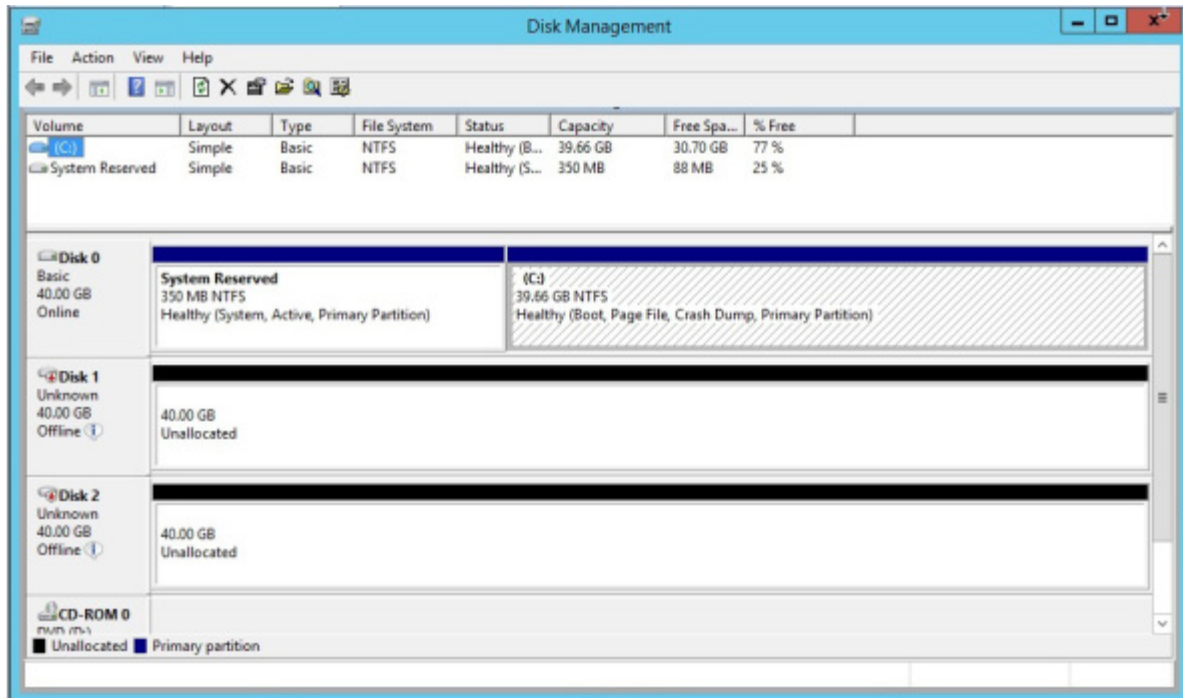 Disk Management
File Action View Help
Volume Layout Type File System Status Capacity Free Spa... % Free
(C:) Simple Basic NTFS Healthy (B... 39.66 GB 30.70 GB 77 %
System Reserved Simple Basic NTFS Healthy (S... 350 MB 88 MB 25 %
Disk 0
Basic
40.00 GB
Online
System Reserved
350 MB NTFS
Healthy (System, Active, Primary Partition)
(C:)
39.66 GB NTFS
Healthy (Boot, Page File, Crash Dump, Primary Partition)
Disk 1
Unknown
40.00 GB
Offline
40.00 GB
Unallocated
Disk 2
Unknown
40.00 GB
Offline
40.00 GB
Unallocated
CD-ROM 0
DVD (D:)
Unallocated Primary partition